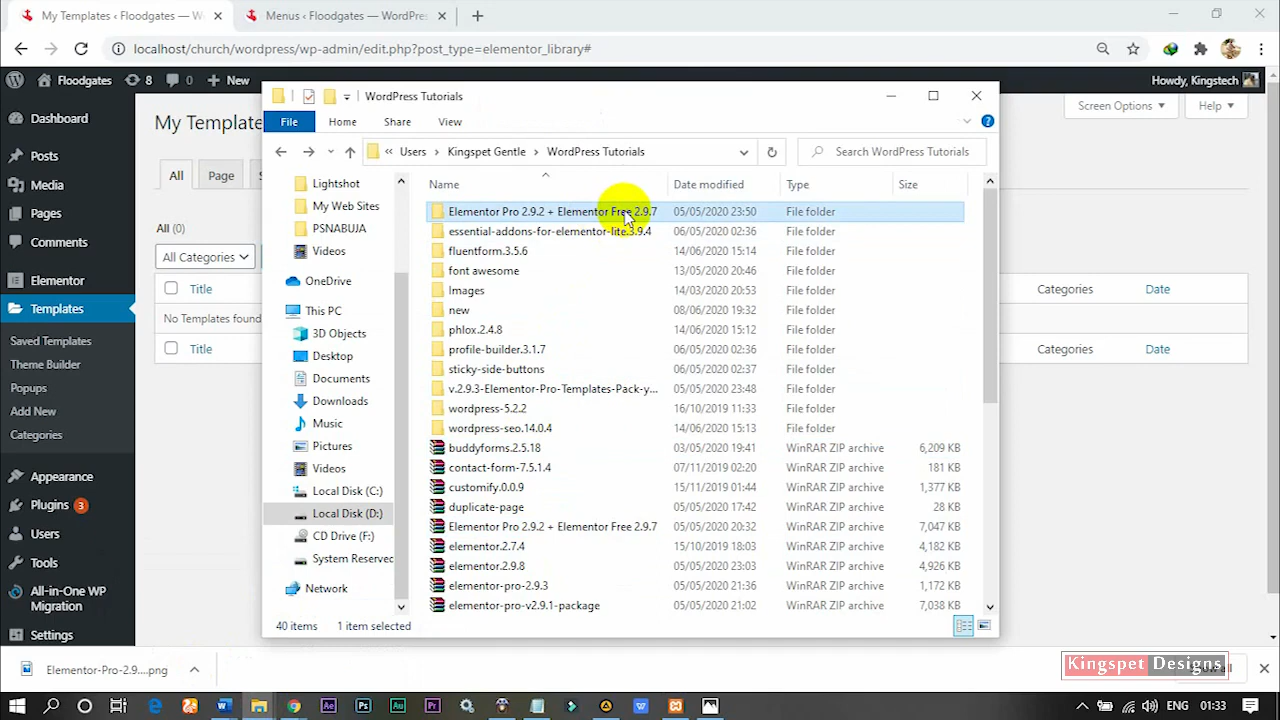 My Templates ‹ Floodgates — W
Menus ‹ Floodgates — WordPres
localhost/church/wordpress/wp-admin/edit.php?post_type=elementor_library#
Floodgates
8
New
Howdy, Kingstech
Dashboard
Posts
Media
Pages
Comments
Elementor
Templates
Saved Templates
Theme Builder
Popups
Add New
Categories
Appearance
Plugins 3
Users
Tools
All-in-One WP
Migration
Settings
My Templa
Screen Options
Help
All
Page
S
All (0)
All Categories
Title
Categories
Date
No Templates found
Title
Categories
Date
WordPress Tutorials
File
Home
Share
View
« Users › Kingspet Gentle › WordPress Tutorials
Search WordPress Tutorials
Lightshot
My Web Sites
PSNABUJA
Videos
OneDrive
This PC
3D Objects
Desktop
Documents
Downloads
Music
Pictures
Videos
Local Disk (C:)
Local Disk (D:)
CD Drive (F:)
System Reserved
Network
Name Date modified Type Size
Elementor Pro 2.9.2 + Elementor Free 2.9.7 05/05/2020 23:50 File folder
essential-addons-for-elementor-lite.3.9.4 06/05/2020 02:36 File folder
fluentform.3.5.6 14/06/2020 15:14 File folder
font awesome 13/05/2020 20:46 File folder
Images 14/03/2020 20:53 File folder
new 08/06/2020 19:32 File folder
phlox.2.4.8 14/06/2020 15:12 File folder
profile-builder.3.1.7 06/05/2020 02:36 File folder
sticky-side-buttons 06/05/2020 02:37 File folder
v.2.9.3-Elementor-Pro-Templates-Pack-y... 05/05/2020 23:48 File folder
wordpress-5.2.2 16/10/2019 11:33 File folder
wordpress-seo.14.0.4 14/06/2020 15:13 File folder
buddyforms.2.5.18 03/05/2020 19:41 WinRAR ZIP archive 6,209 KB
contact-form-7.5.1.4 07/11/2019 02:20 WinRAR ZIP archive 181 KB
customify.0.0.9 15/11/2019 01:44 WinRAR ZIP archive 1,377 KB
duplicate-page 05/05/2020 17:42 WinRAR ZIP archive 28 KB
Elementor Pro 2.9.2 + Elementor Free 2.9.7 05/05/2020 20:32 WinRAR ZIP archive 7,047 KB
elementor.2.7.4 15/10/2019 18:03 WinRAR ZIP archive 4,182 KB
elementor.2.9.8 05/05/2020 23:03 WinRAR ZIP archive 4,926 KB
elementor-pro-2.9.3 05/05/2020 21:36 WinRAR ZIP archive 1,172 KB
elementor-pro-v2.9.1-package 05/05/2020 21:02 WinRAR ZIP archive 7,038 KB
40 items 1 item selected
Elementor-Pro-2.9....png
Kingspet Designs
all
ENG 01:33